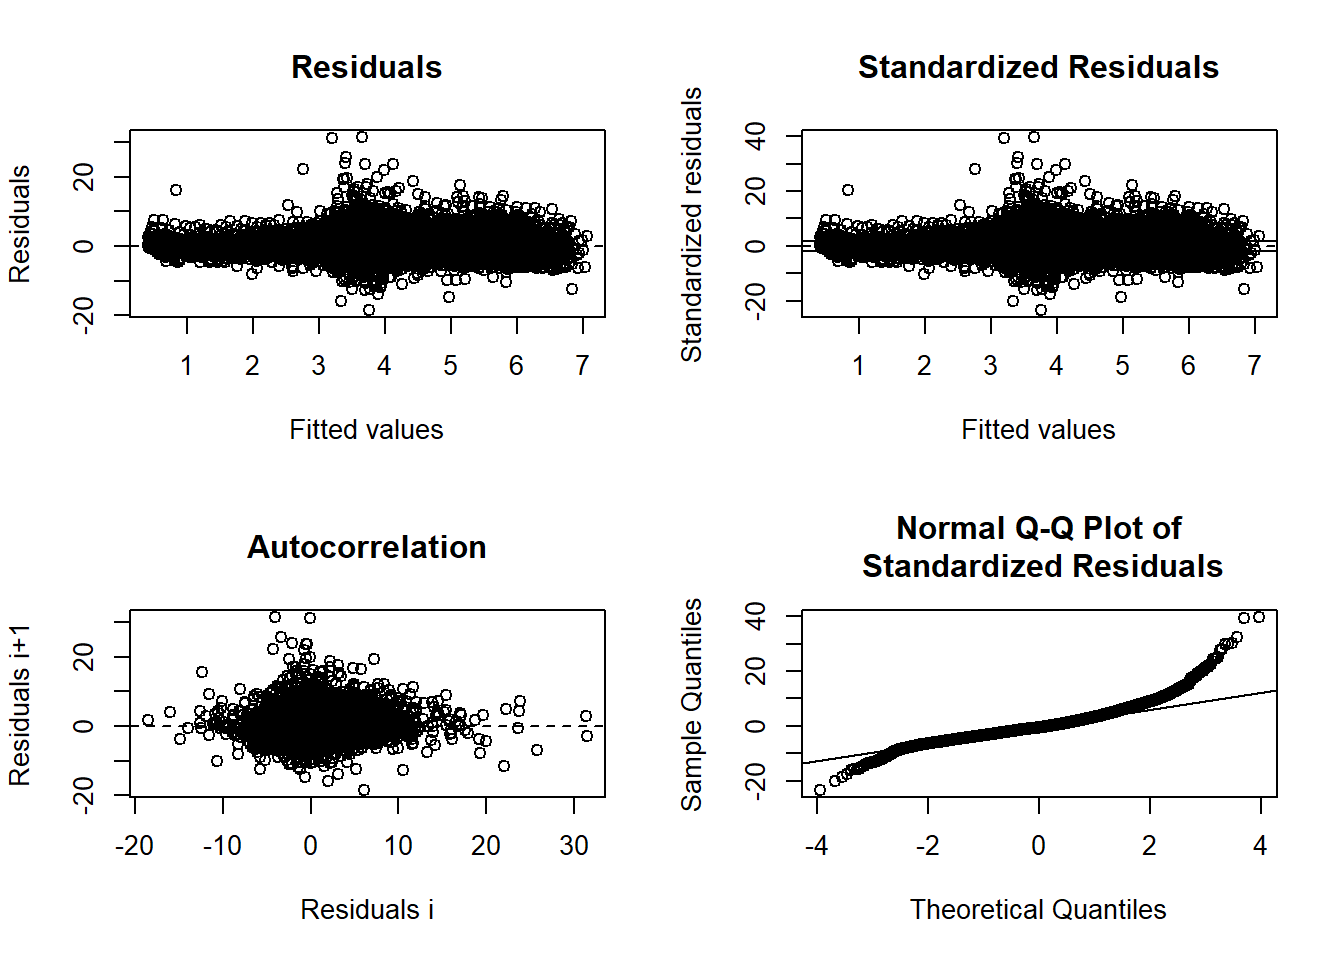 Residuals
Residuals
20
0
-20
1 2 3 4 5 6 7
Fitted values
Standardized Residuals
Standardized residuals
40
20
0
-20
1 2 3 4 5 6 7
Fitted values
Autocorrelation
Residuals i+1
20
0
-20
-20 -10 0 10 20 30
Residuals i
Normal Q-Q Plot of
Standardized Residuals
Sample Quantiles
40
20
0
-20
-4 -2 0 2 4
Theoretical Quantiles